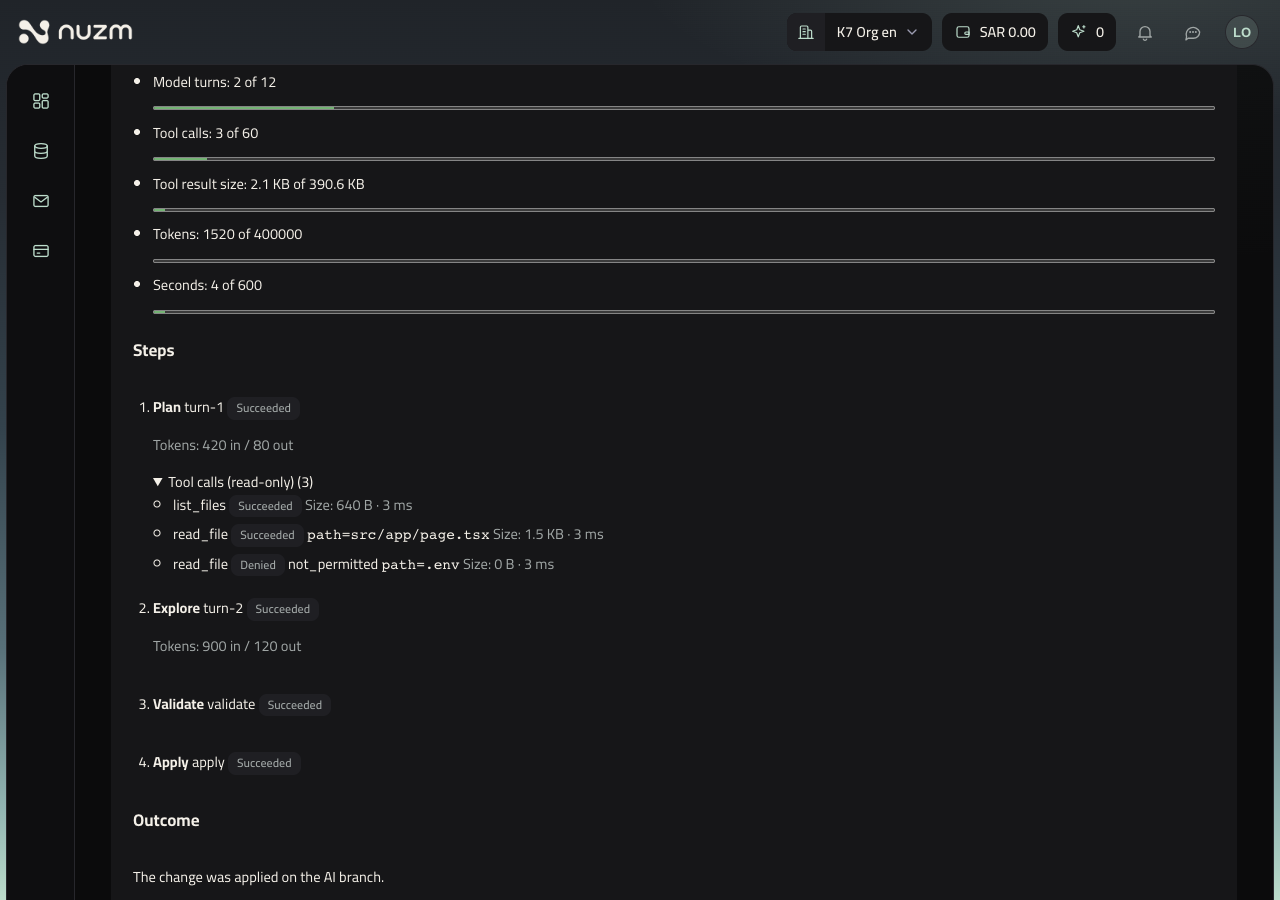 nuzm
K7 Org en
SAR 0.00
0
LO
Model turns: 2 of 12
Tool calls: 3 of 60
Tool result size: 2.1 KB of 390.6 KB
Tokens: 1520 of 400000
Seconds: 4 of 600
Steps
1. Plan turn-1 Succeeded
Tokens: 420 in / 80 out
Tool calls (read-only) (3)
list_files Succeeded Size: 640 B · 3 ms
read_file Succeeded path=src/app/page.tsx Size: 1.5 KB · 3 ms
read_file Denied not_permitted path=.env Size: 0 B · 3 ms
2. Explore turn-2 Succeeded
Tokens: 900 in / 120 out
3. Validate validate Succeeded
4. Apply apply Succeeded
Outcome
The change was applied on the AI branch.